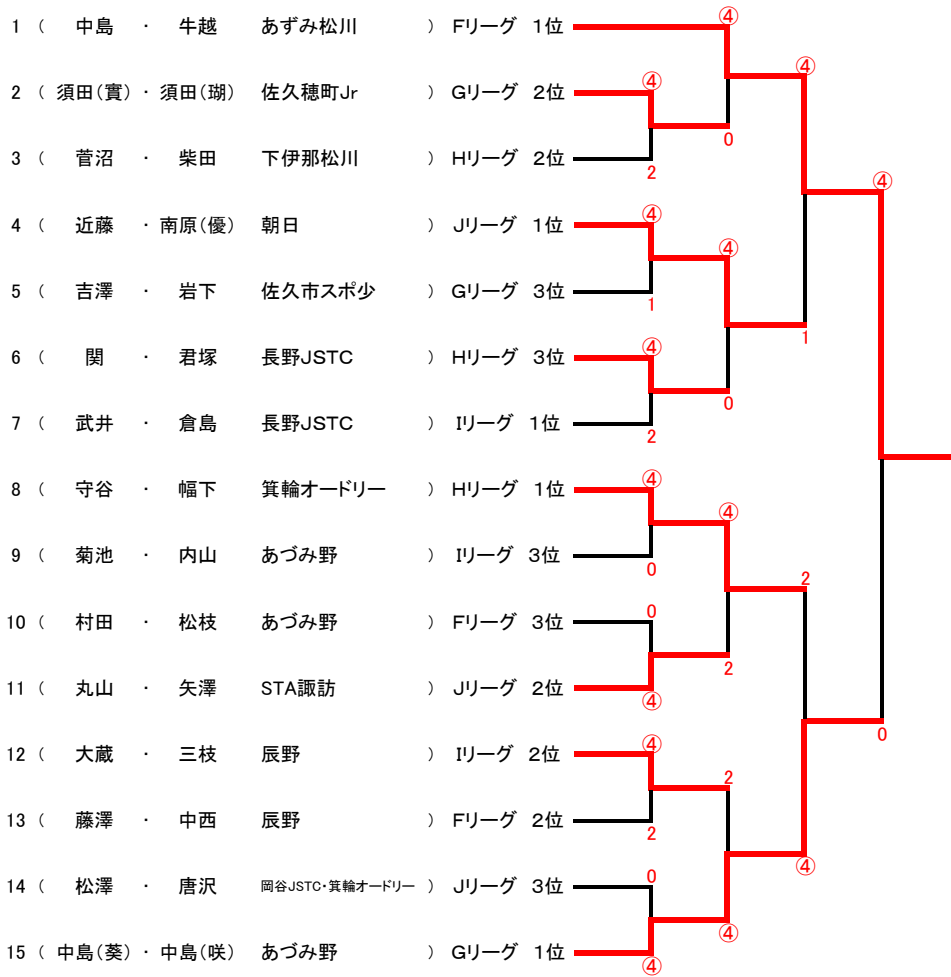 ④
1 ( 中島 ・ 牛越 あずみ松川 ) Fリーグ 1位
④
④
2 ( 須田(實) ・ 須田(瑚) 佐久穂町Jr ) Gリーグ 2位
0
3 ( 菅沼 ・ 柴田 下伊那松川 ) Hリーグ 2位
2
④
④
4 ( 近藤 ・ 南原(優) 朝日 ) Jリーグ 1位
④
5 ( 吉澤 ・ 岩下 佐久市スポ少 ) Gリーグ 3位
1
1
④
6 ( 関 ・ 君塚 長野JSTC ) Hリーグ 3位
0
7 ( 武井 ・ 倉島 長野JSTC ) Iリーグ 1位
2
④
8 ( 守谷 ・ 幅下 箕輪オードリー ) Hリーグ 1位
④
9 ( 菊池 ・ 内山 あづみ野 ) Iリーグ 3位
0
2
0
10 ( 村田 ・ 松枝 あづみ野 ) Fリーグ 3位
2
11 ( 丸山 ・ 矢澤 STA諏訪 ) Jリーグ 2位
④
0
④
12 ( 大蔵 ・ 三枝 辰野 ) Iリーグ 2位
2
13 ( 藤澤 ・ 中西 辰野 ) Fリーグ 2位
2
④
0
14 ( 松澤 ・ 唐沢 岡谷JSTC・箕輪オードリー ) Jリーグ 3位
④
15 ( 中島(葵) ・ 中島(咲) あづみ野 ) Gリーグ 1位
④